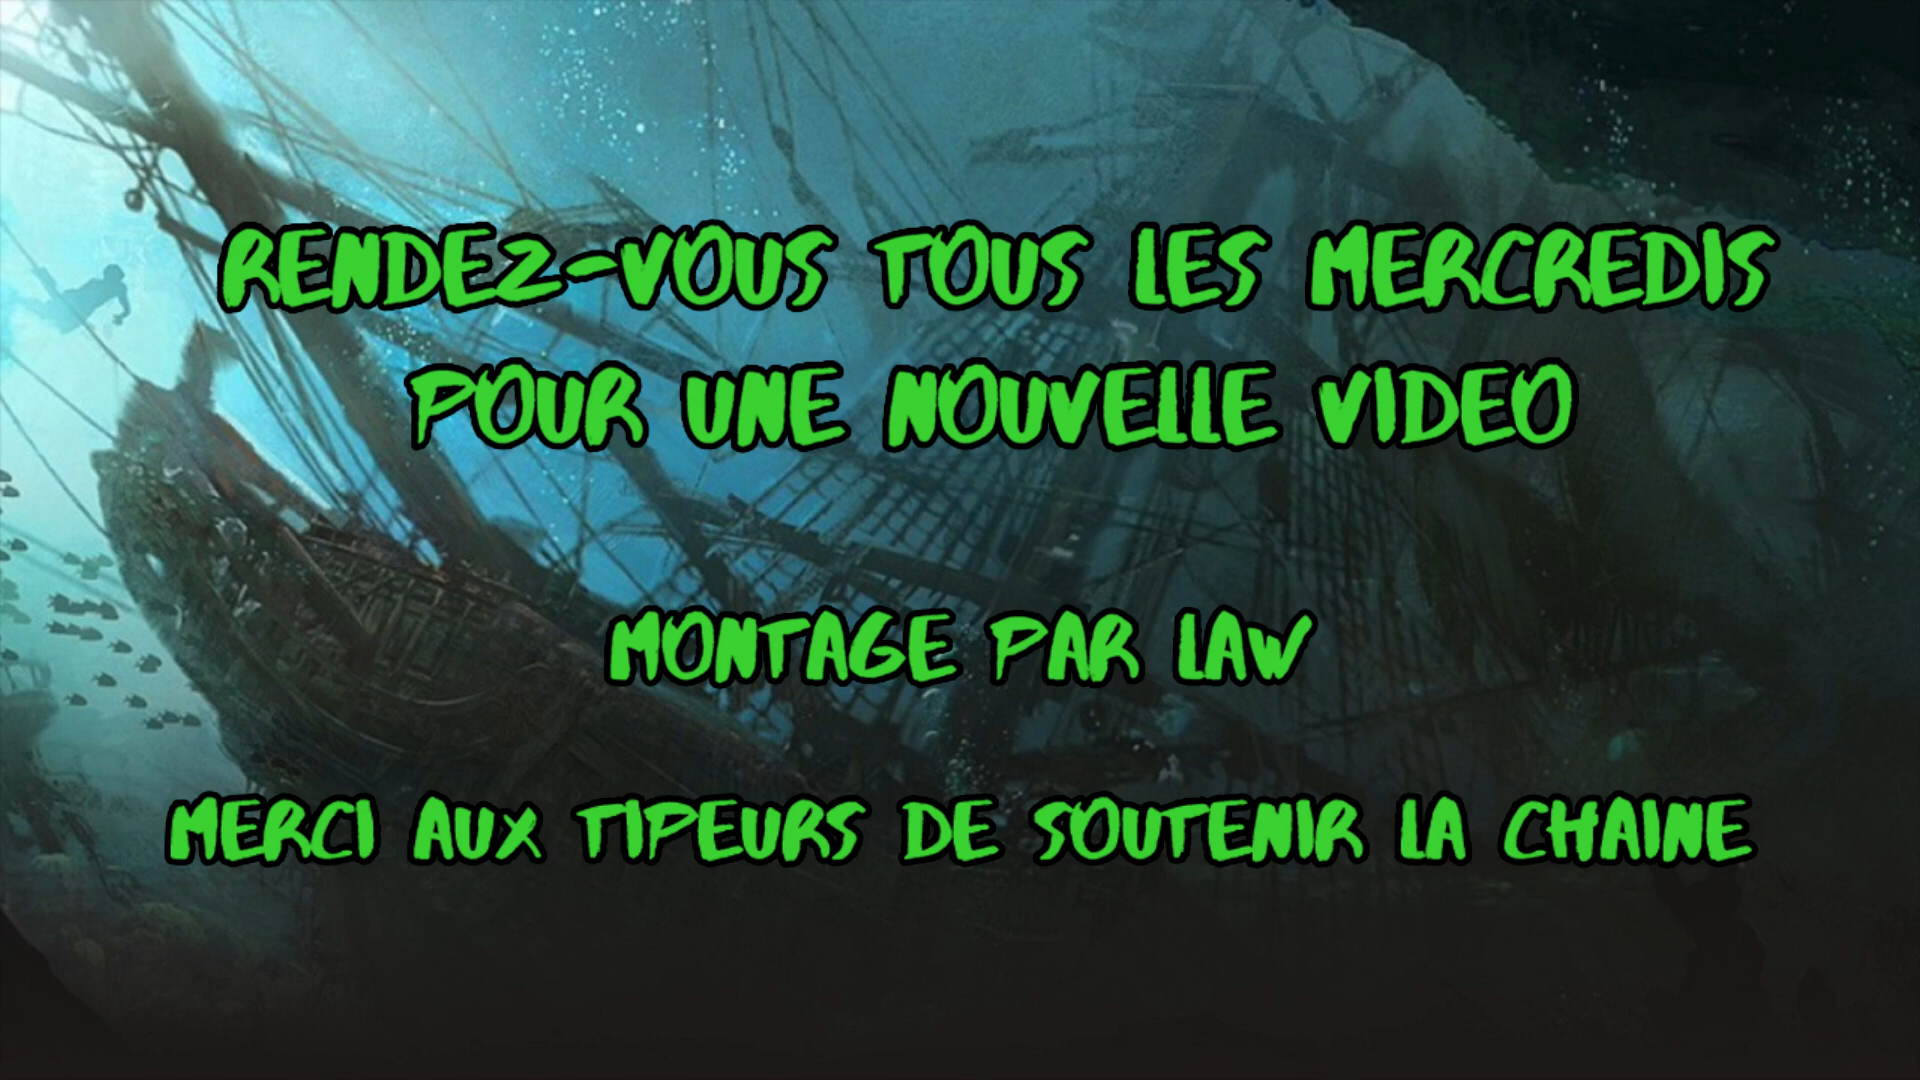 RENDEZ-VOUS TOUS LES MERCREDIS
POUR UNE NOUVELLE VIDEO
MONTAGE PAR LAW
MERCI AUX TIPEURS DE SOUTENIR LA CHAINE